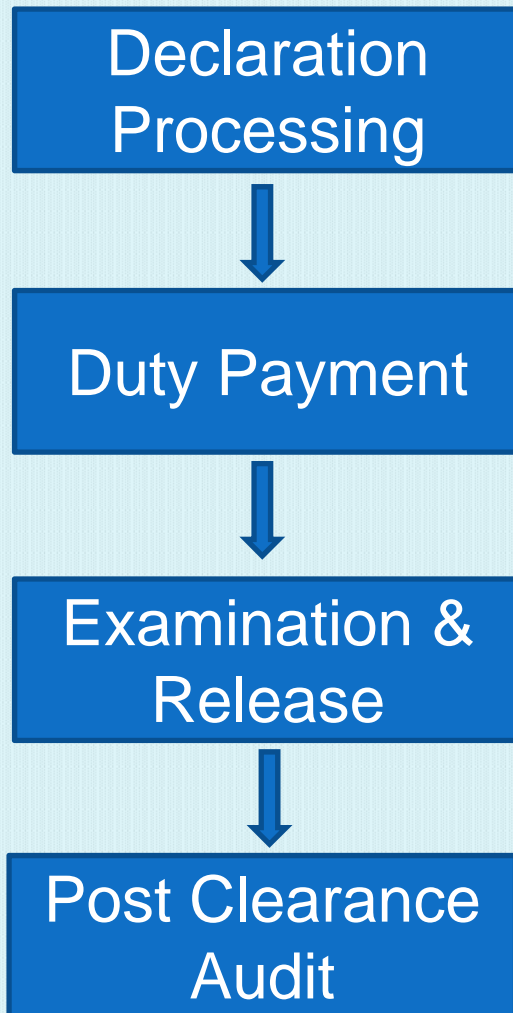 Declaration
Processing
Duty Payment
Examination &
Release
Post Clearance
Audit